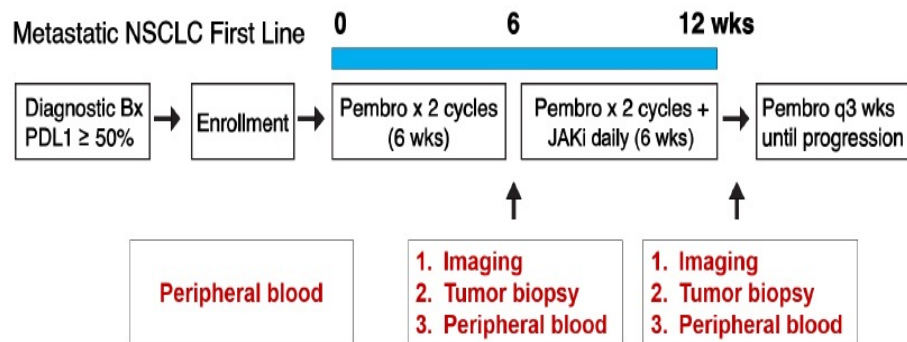 Metastatic NSCLC First Line
0 6 12 wks
Diagnostic Bx
PDL1 ≥ 50%
Enrollment
Pembro x 2 cycles
(6 wks)
Pembro x 2 cycles +
JAKi daily (6 wks)
Pembro q3 wks
until progression
Peripheral blood
1. Imaging
2. Tumor biopsy
3. Peripheral blood
1. Imaging
2. Tumor biopsy
3. Peripheral blood